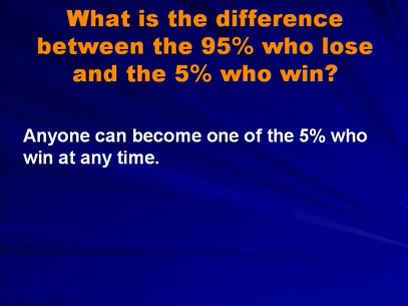 What is the difference
between the 95% who lose
and the 5% who win?
Anyone can become one of the 5% who
win at any time.